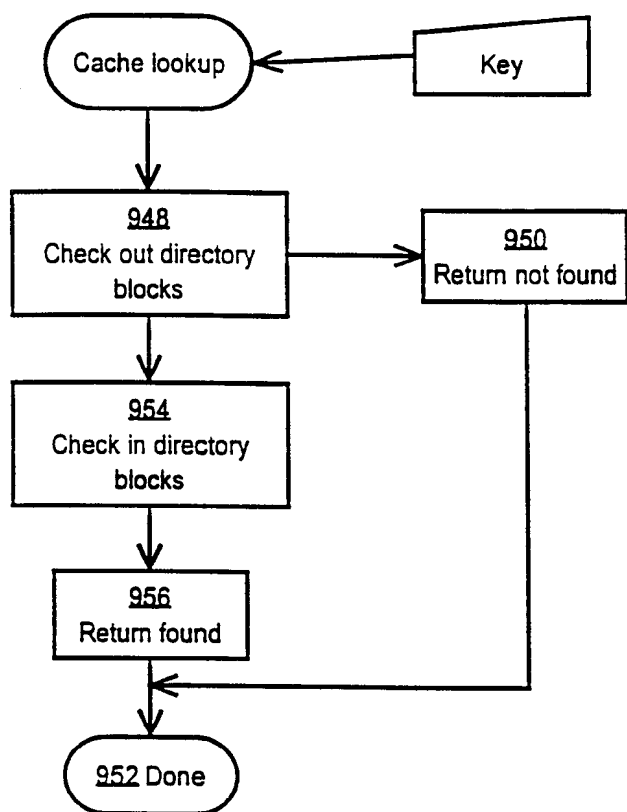 Cache lookup
Key
948
Check out directory
blocks
950
Return not found
954
Check in directory
blocks
956
Return found
952 Done